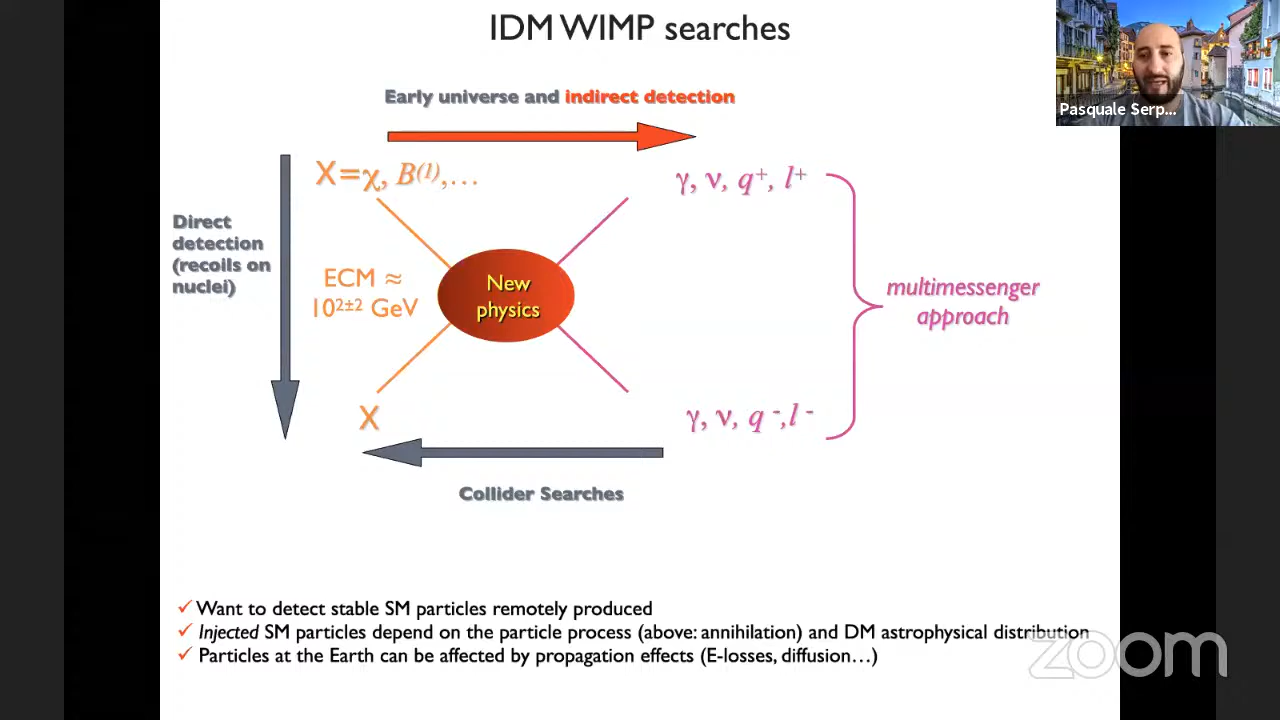 IDM WIMP searches
Pasquale Serp...
Early universe and indirect detection
X=χ, B(1),…
γ, ν, q+, l+
Direct
detection
(recoils on
nuclei)
ECM ≈
10²±² GeV
New
physics
multimessenger
approach
X
γ, ν, q -,l -
Collider Searches
✓ Want to detect stable SM particles remotely produced
✓ Injected SM particles depend on the particle process (above: annihilation) and DM astrophysical distribution
✓ Particles at the Earth can be affected by propagation effects (E-losses, diffusion…)
zoom